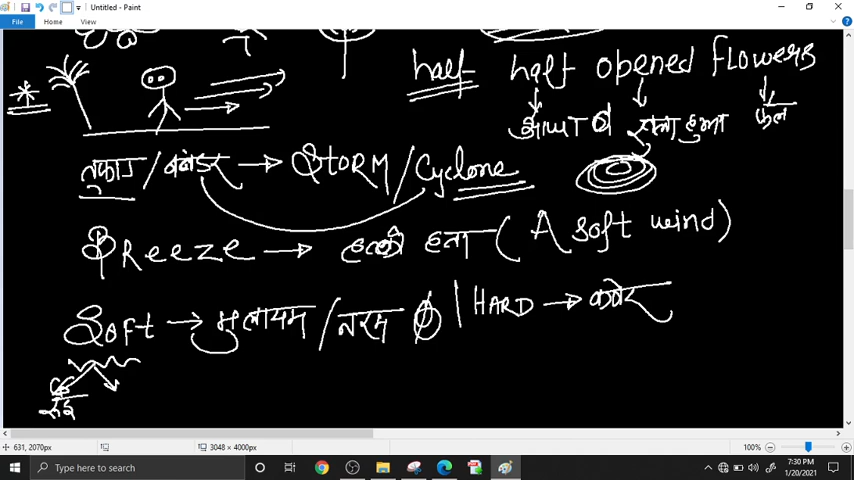 Untitled - Paint
File Home View
half half opened flowers
आधा खुला हुआ फूल
तूफान / बवंडर → STORM / Cyclone
Breeze → हल्की हवा ( A soft wind )
Soft → मुलायम / नरम | HARD → कठोर
631, 2070px 3048 × 4000px 100%
Type here to search 7:30 PM
1/20/2021